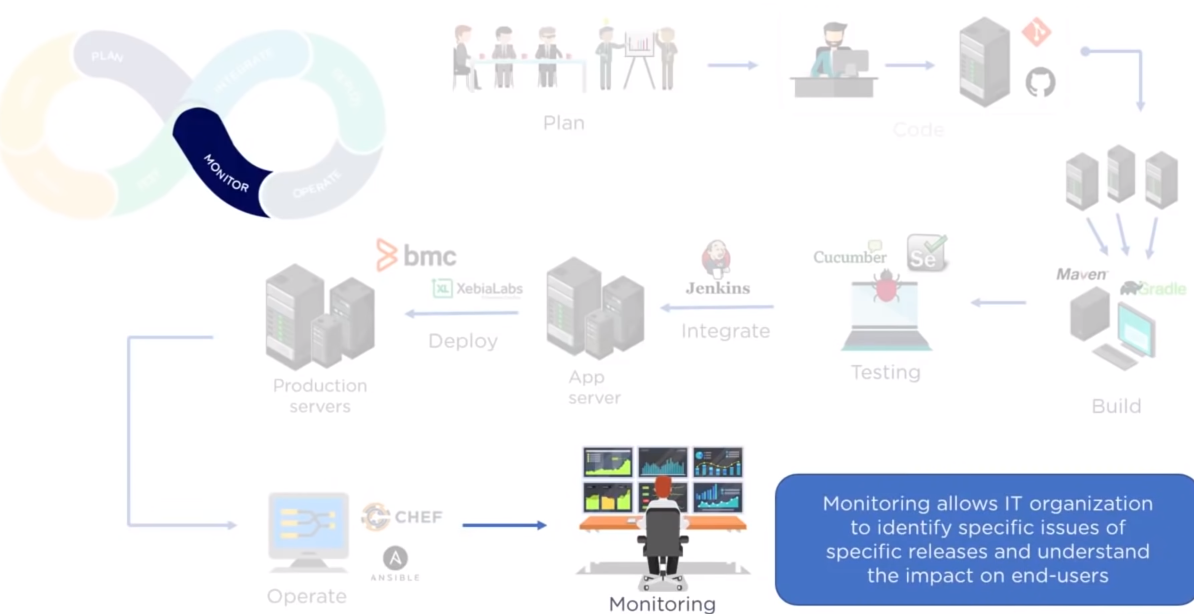 PLAN
INTEGRATE
DEPLOY
TEST
MONITOR
OPERATE
Plan
Code
bmc
XL XebiaLabs
Deploy
Jenkins
Integrate
Cucumber
Se
Testing
Maven
Gradle
Build
Production
servers
App
server
CHEF
A
ANSIBLE
Operate
Monitoring
Monitoring allows IT organization
to identify specific issues of
specific releases and understand
the impact on end-users